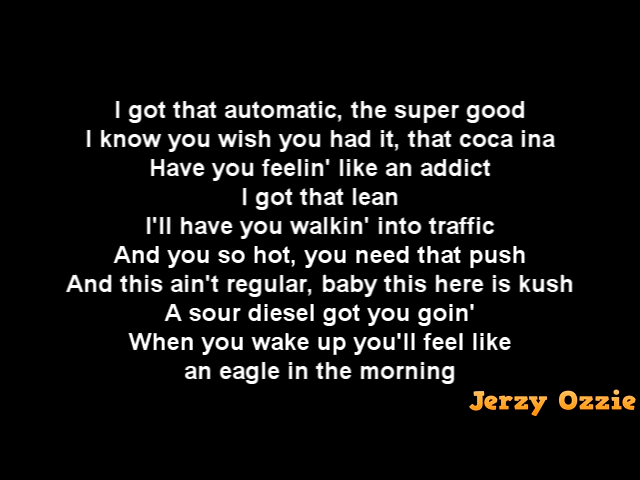 I got that automatic, the super good
I know you wish you had it, that coca ina
Have you feelin' like an addict
I got that lean
I'll have you walkin' into traffic
And you so hot, you need that push
And this ain't regular, baby this here is kush
A sour diesel got you goin'
When you wake up you'll feel like
an eagle in the morning
Jerzy Ozzie